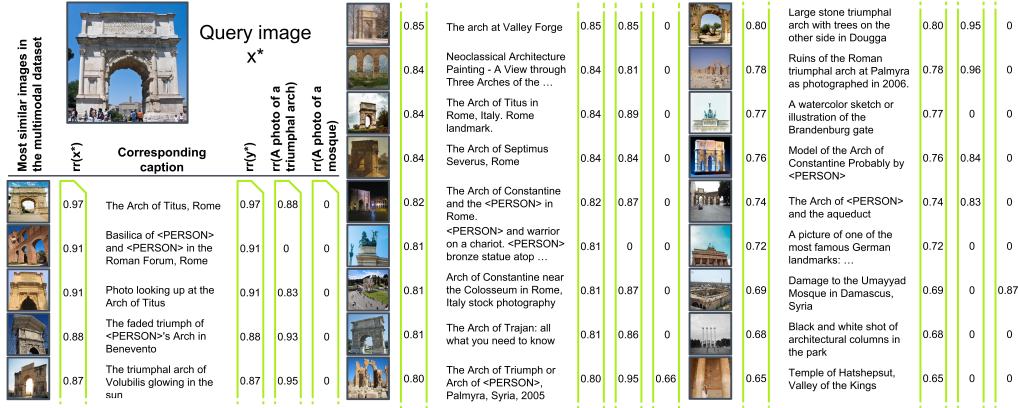 Most similar images in
the multimodal dataset
Query image
x*
rr(x*)
Corresponding
caption
rr(y*)
rr(A photo of a
triumphal arch)
rr(A photo of a
mosque)
0.97 The Arch of Titus, Rome 0.97 0.88 0
Basilica of <PERSON>
0.91 and <PERSON> in the 0.91 0 0
Roman Forum, Rome
0.91 Photo looking up at the 0.91 0.83 0
Arch of Titus
The faded triumph of
0.88 <PERSON>'s Arch in 0.88 0.93 0
Benevento
The triumphal arch of
0.87 Volubilis glowing in the 0.87 0.95 0
sun
0.85 The arch at Valley Forge 0.85 0.85 0
Neoclassical Architecture
0.84 Painting - A View through 0.84 0.81 0
Three Arches of the …
The Arch of Titus in
0.84 Rome, Italy. Rome 0.84 0.89 0
landmark.
0.84 The Arch of Septimus 0.84 0.84 0
Severus, Rome
The Arch of Constantine
0.82 and the <PERSON> in 0.82 0.87 0
Rome.
<PERSON> and warrior
0.81 on a chariot. <PERSON> 0.81 0 0
bronze statue atop …
Arch of Constantine near
0.81 the Colosseum in Rome, 0.81 0.87 0
Italy stock photography
0.81 The Arch of Trajan: all 0.81 0.86 0
what you need to know
The Arch of Triumph or
0.80 Arch of <PERSON>, 0.80 0.95 0.66
Palmyra, Syria, 2005
Large stone triumphal
0.80 arch with trees on the 0.80 0.95 0
other side in Dougga
Ruins of the Roman
0.78 triumphal arch at Palmyra 0.78 0.96 0
as photographed in 2006.
A watercolor sketch or
0.77 illustration of the 0.77 0 0
Brandenburg gate
Model of the Arch of
0.76 Constantine Probably by 0.76 0.84 0
<PERSON>
0.74 The Arch of <PERSON> 0.74 0.83 0
and the aqueduct
A picture of one of the
0.72 most famous German 0.72 0 0
landmarks: …
Damage to the Umayyad
0.69 Mosque in Damascus, 0.69 0 0.87
Syria
Black and white shot of
0.68 architectural columns in 0.68 0 0
the park
0.65 Temple of Hatshepsut, 0.65 0 0
Valley of the Kings